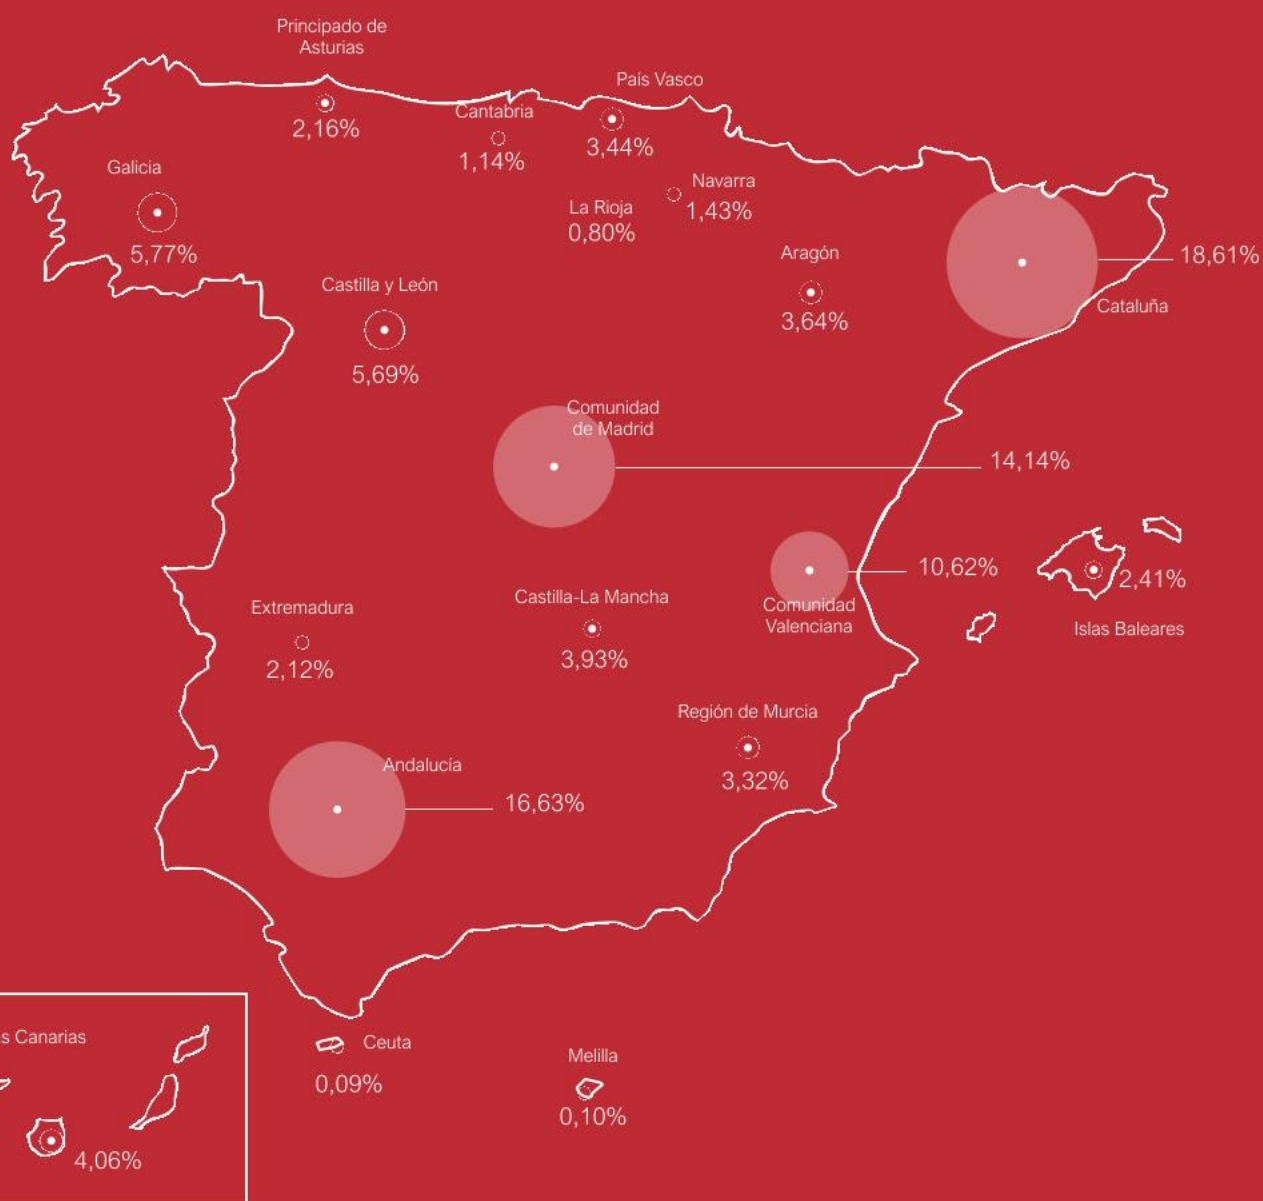 Principado de
Asturias
2,16%
Cantabria
1,14%
País Vasco
3,44%
Galicia
5,77%
Navarra
1,43%
La Rioja
0,80%
Aragón
3,64%
18,61%
Cataluña
Castilla y León
5,69%
Comunidad
de Madrid
14,14%
10,62%
Comunidad
Valenciana
2,41%
Islas Baleares
Extremadura
2,12%
Castilla-La Mancha
3,93%
Región de Murcia
3,32%
Andalucía
16,63%
s Canarias
4,06%
Ceuta
0,09%
Melilla
0,10%